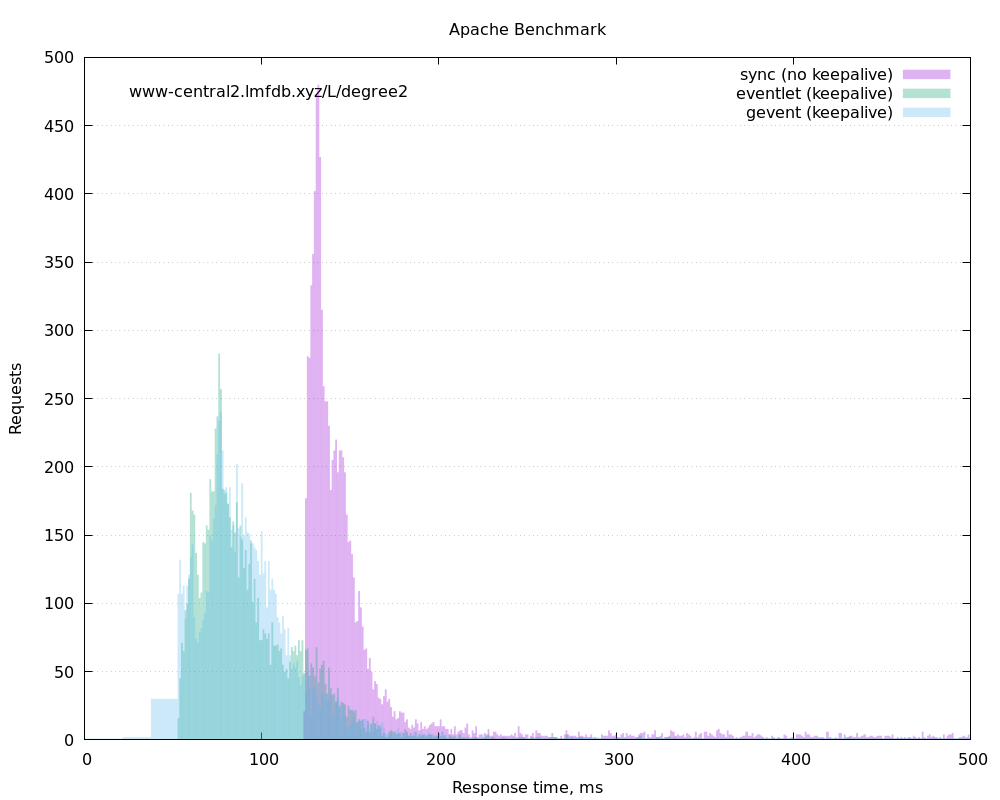 Apache Benchmark
500
450
400
350
300
250
200
150
100
50
0
Requests
www-central2.lmfdb.xyz/L/degree2
sync (no keepalive)
eventlet (keepalive)
gevent (keepalive)
0 100 200 300 400 500
Response time, ms